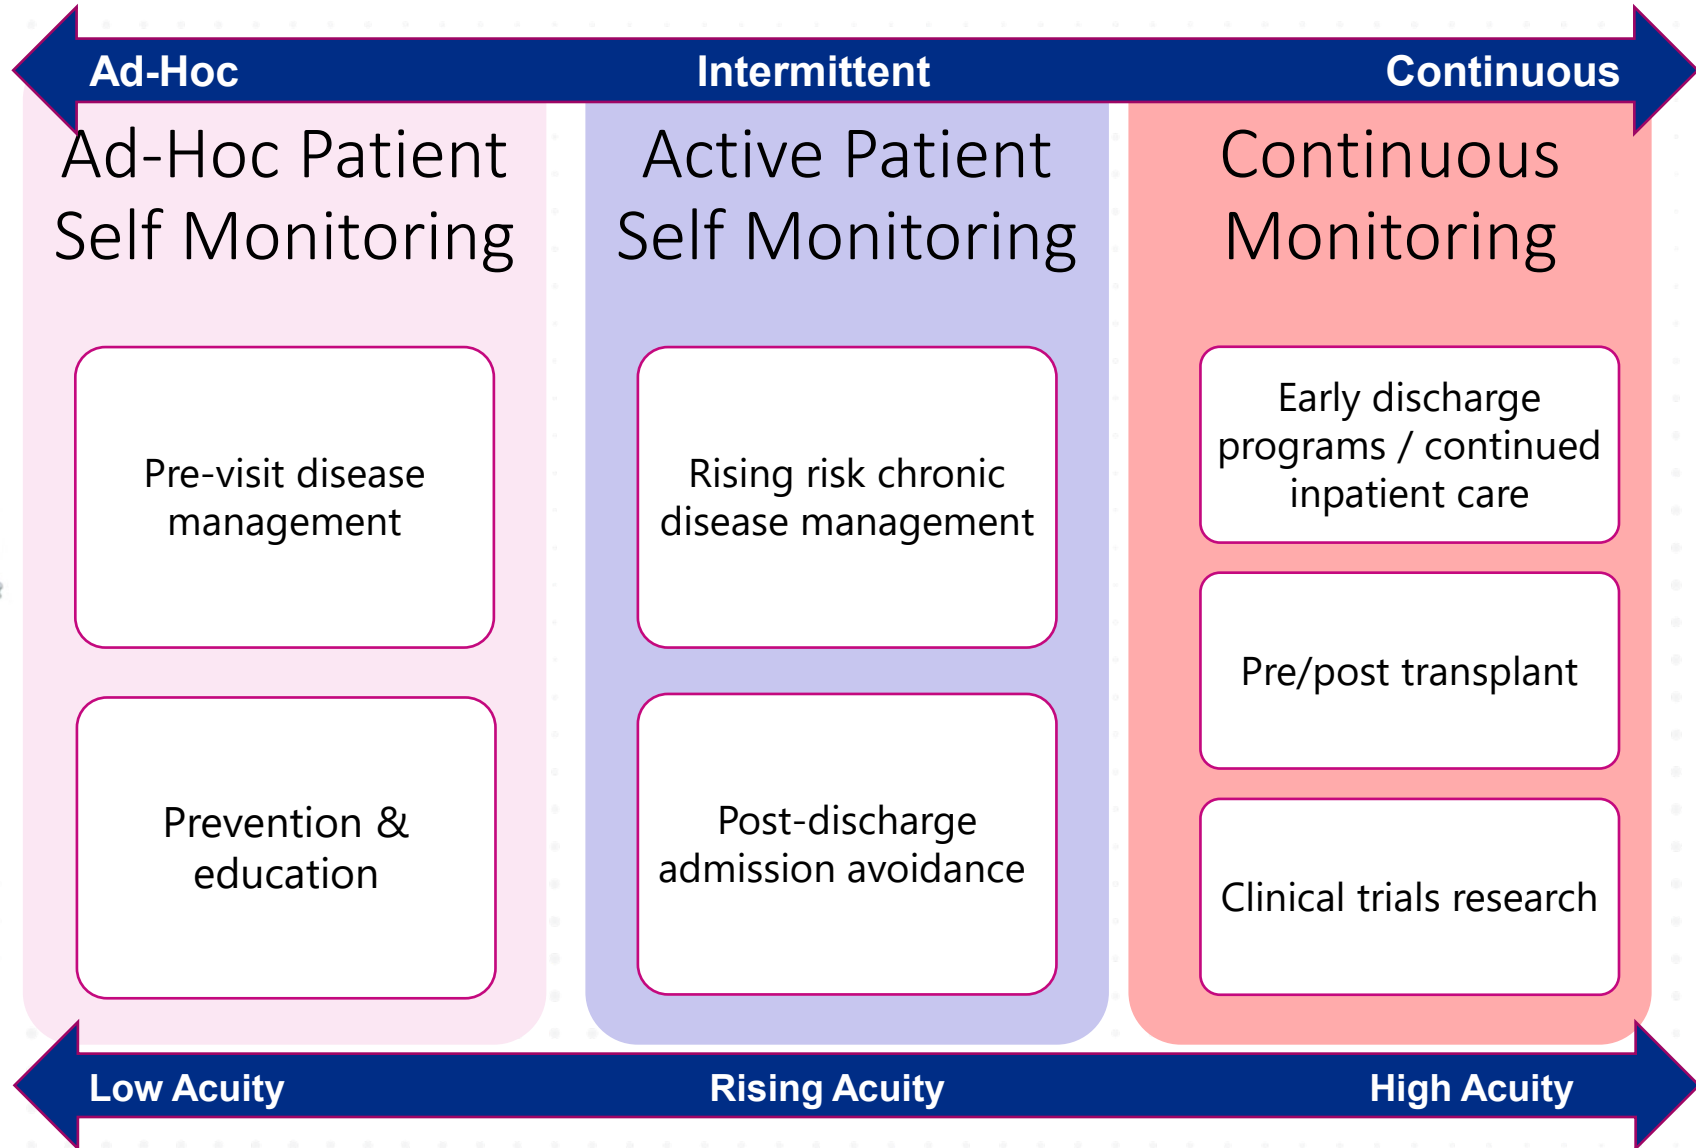 Ad-Hoc
Intermittent
Continuous
Ad-Hoc Patient
Self Monitoring
Pre-visit disease
management
Prevention &
education
Active Patient
Self Monitoring
Rising risk chronic
disease management
Post-discharge
admission avoidance
Continuous
Monitoring
Early discharge
programs / continued
inpatient care
Pre/post transplant
Clinical trials research
Low Acuity
Rising Acuity
High Acuity